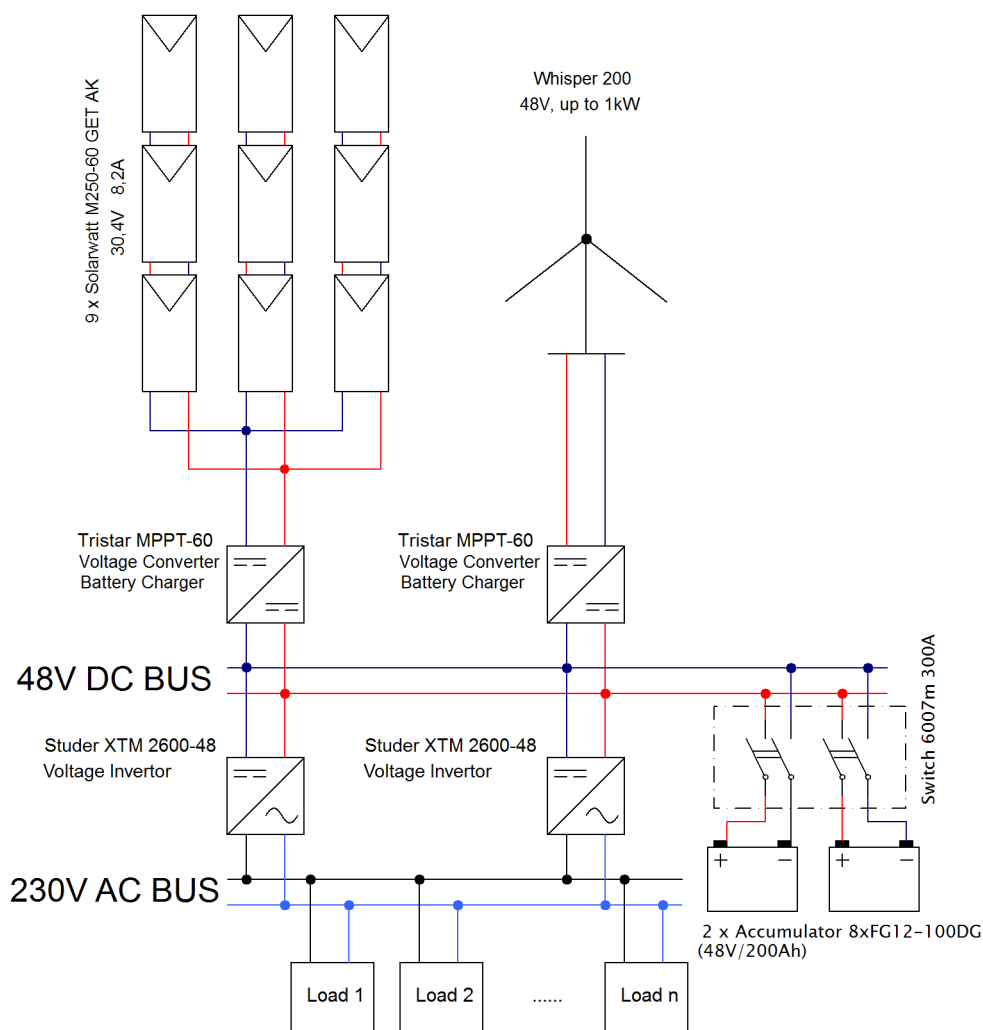 Whisper 200
48V, up to 1kW
9 x Solarwatt M250-60 GET AK
30,4V 8,2A
Tristar MPPT-60
Voltage Converter
Battery Charger
Tristar MPPT-60
Voltage Converter
Battery Charger
48V DC BUS
Switch 6007m 300A
Studer XTM 2600-48
Voltage Invertor
Studer XTM 2600-48
Voltage Invertor
+ − + −
230V AC BUS
2 x Accumulator 8xFG12-100DG
(48V/200Ah)
Load 1
Load 2
......
Load n